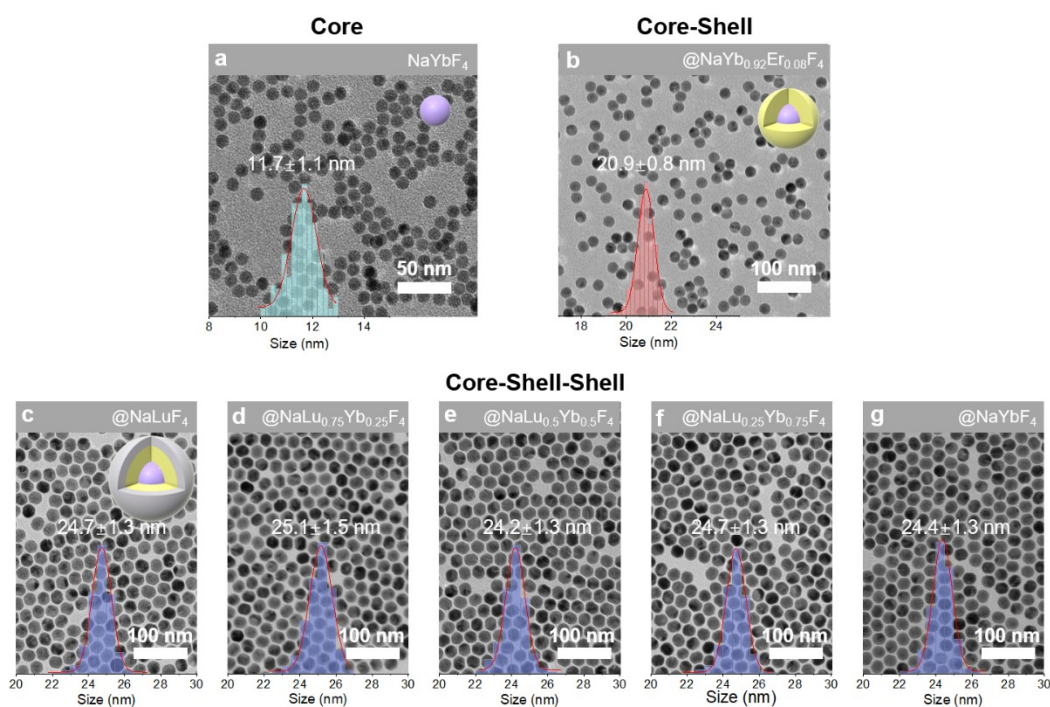 Core
Core-Shell
a NaYbF₄
b @NaYb₀.₉₂Er₀.₀₈F₄
11.7±1.1 nm
20.9±0.8 nm
50 nm
100 nm
8 10 12 14
18 20 22 24
Size (nm)
Size (nm)
Core-Shell-Shell
c @NaLuF₄
d @NaLu₀.₇₅Yb₀.₂₅F₄
e @NaLu₀.₅Yb₀.₅F₄
f @NaLu₀.₂₅Yb₀.₇₅F₄
g @NaYbF₄
24.7±1.3 nm
25.1±1.5 nm
24.2±1.3 nm
24.7±1.3 nm
24.4±1.3 nm
100 nm
100 nm
100 nm
100 nm
100 nm
20 22 24 26 28 30
20 22 24 26 28 30
20 22 24 26 28 30
20 22 24 26 28 30
20 22 24 26 28 30
Size (nm)
Size (nm)
Size (nm)
Size (nm)
Size (nm)